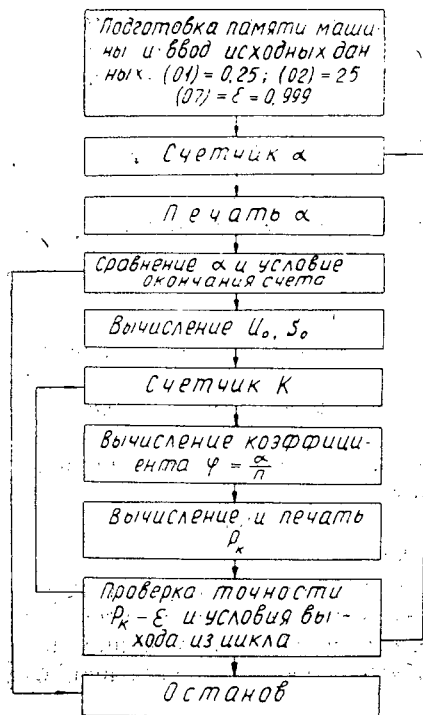 Подготовка памяти маши
ны и ввод исходных дан
ных. (01) = 0.25; (02) = 25
(07) = Ɛ = 0.999
Счетчик α
Печать α
Сравнение α и условие
окончания счета
Вычисление U₀, S₀
Счетчик K
Вычисление коэффици-
ента φ = α/n
Вычисление и печать
Pₖ
Проверка точности
Pₖ - Ɛ и условия вы-
хода из цикла
Останов